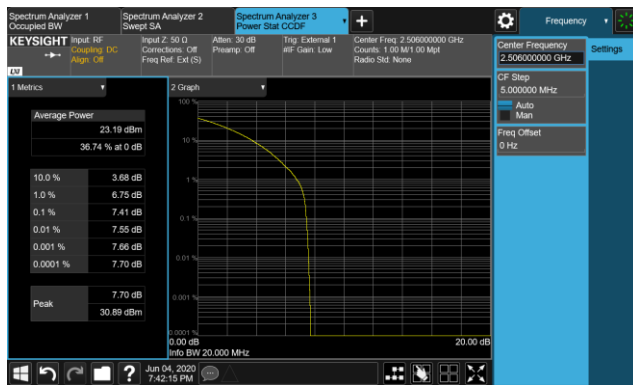 Spectrum Analyzer 1
Occupied BW
Spectrum Analyzer 2
Swept SA
Spectrum Analyzer 3
Power Stat CCDF
Frequency
KEYSIGHT
Input: RF
Coupling: DC
Align: Off
Input Z: 50 Ω
Corrections: Off
Freq Ref: Ext (S)
Atten: 30 dB
Preamp: Off
Trig: External 1
#IF Gain: Low
Center Freq: 2.506000000 GHz
Counts: 1.00 M/1.00 Mpt
Radio Std: None
LXI
Center Frequency
2.506000000 GHz
Settings
CF Step
5.000000 MHz
Auto
Man
Freq Offset
0 Hz
1 Metrics
Average Power
23.19 dBm
36.74 % at 0 dB
10.0 % 3.68 dB
1.0 % 6.75 dB
0.1 % 7.41 dB
0.01 % 7.55 dB
0.001 % 7.66 dB
0.0001 % 7.70 dB
Peak
7.70 dB
30.89 dBm
2 Graph
100 %
10 %
1 %
0.1 %
0.01 %
0.001 %
0.0001 %
0.00 dB
20.00 dB
Info BW 20.000 MHz
Jun 04, 2020
7:42:15 PM